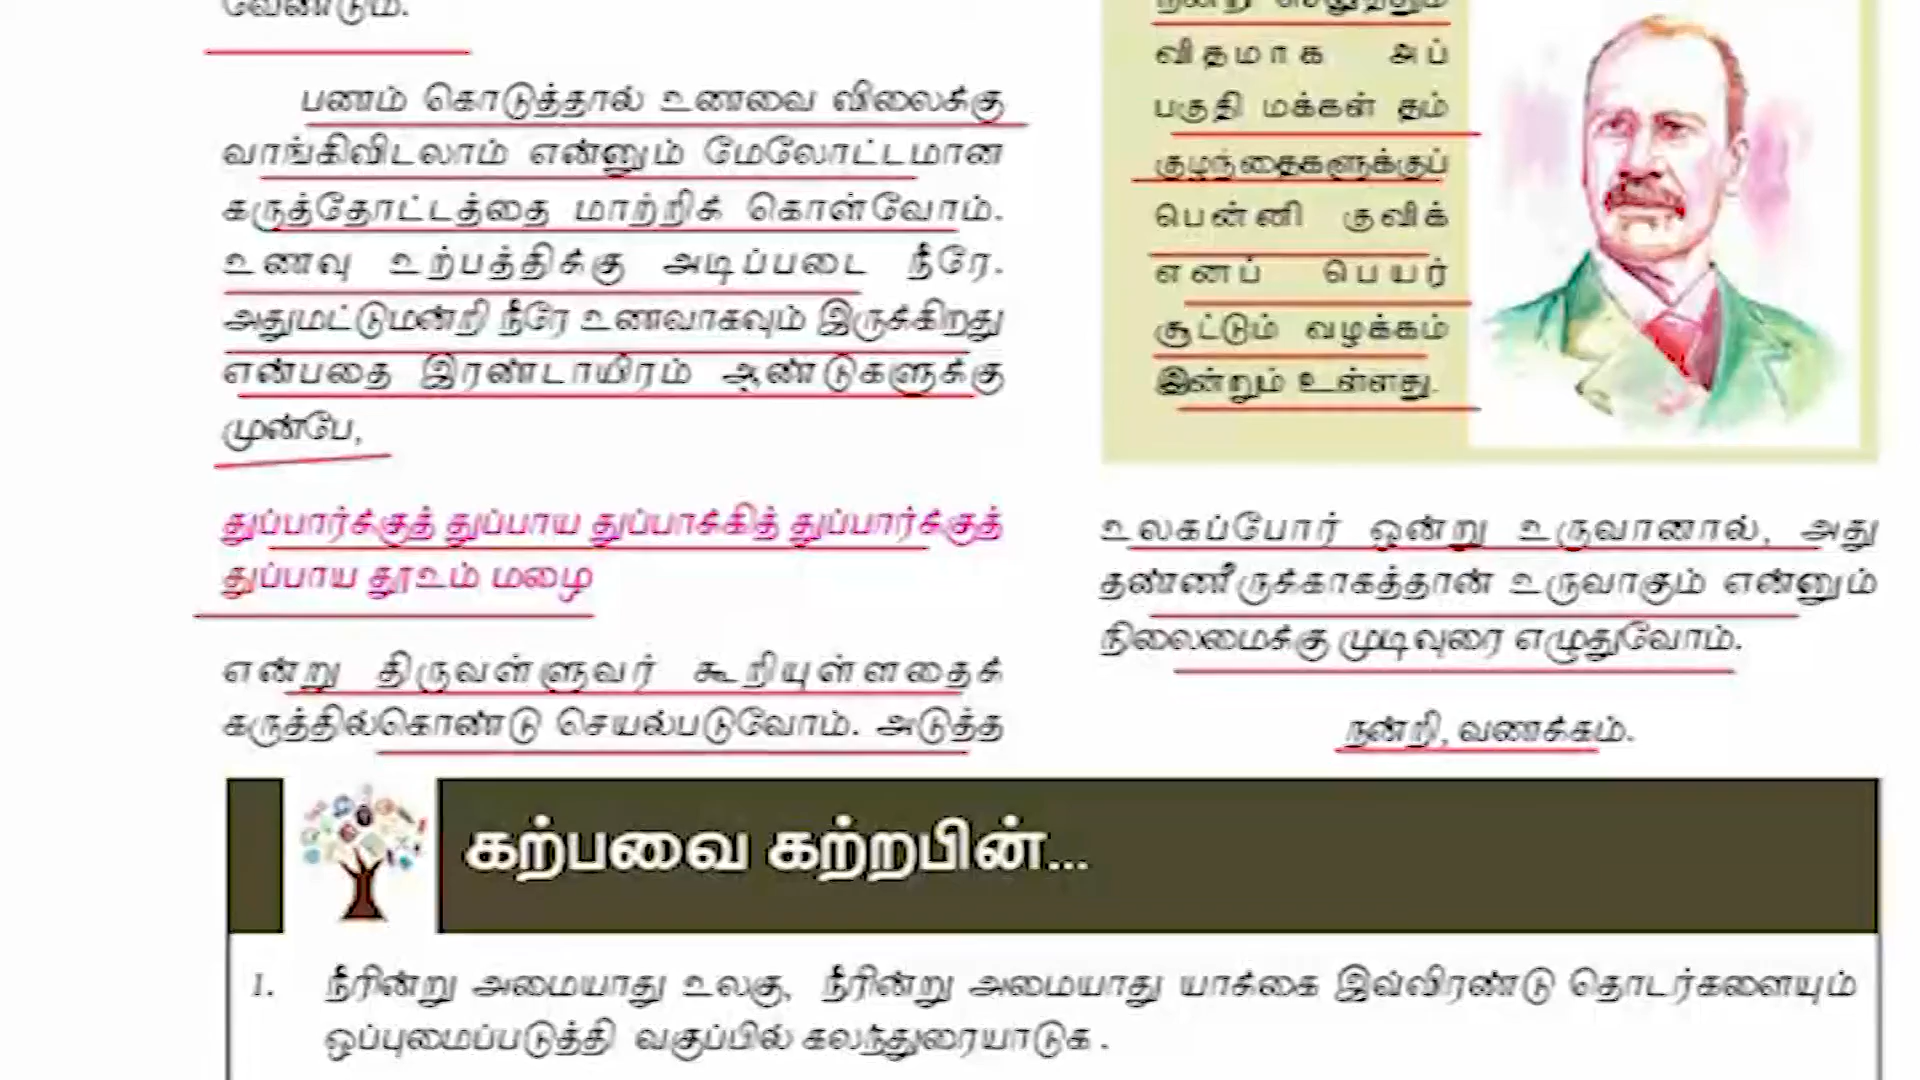 வேண்டும்.
பணம் கொடுத்தால் உணவை விலைக்கு
வாங்கிவிடலாம் என்னும் மேலோட்டமான
கருத்தோட்டத்தை மாற்றிக் கொள்வோம்.
உணவு உற்பத்திக்கு அடிப்படை நீரே.
அதுமட்டுமன்றி நீரே உணவாகவும் இருக்கிறது
என்பதை இரண்டாயிரம் ஆண்டுகளுக்கு
முன்பே,
துப்பார்க்குத் துப்பாய துப்பாக்கித் துப்பார்க்குத்
துப்பாய தூஉம் மழை
என்று திருவள்ளுவர் கூறியுள்ளதைக்
கருத்தில்கொண்டு செயல்படுவோம். அடுத்த
நன்றி செலுத்தும்
விதமாக அப்
பகுதி மக்கள் தம்
குழந்தைகளுக்குப்
பென்னி குவிக்
எனப் பெயர்
சூட்டும் வழக்கம்
இன்றும் உள்ளது.
உலகப்போர் ஒன்று உருவானால், அது
தண்ணீருக்காகத்தான் உருவாகும் என்னும்
நிலைமைக்கு முடிவுரை எழுதுவோம்.
நன்றி, வணக்கம்.
கற்பவை கற்றபின்...
1. நீரின்று அமையாது உலகு, நீரின்று அமையாது யாக்கை இவ்விரண்டு தொடர்களையும்
ஒப்புமைப்படுத்தி வகுப்பில் கலந்துரையாடுக .